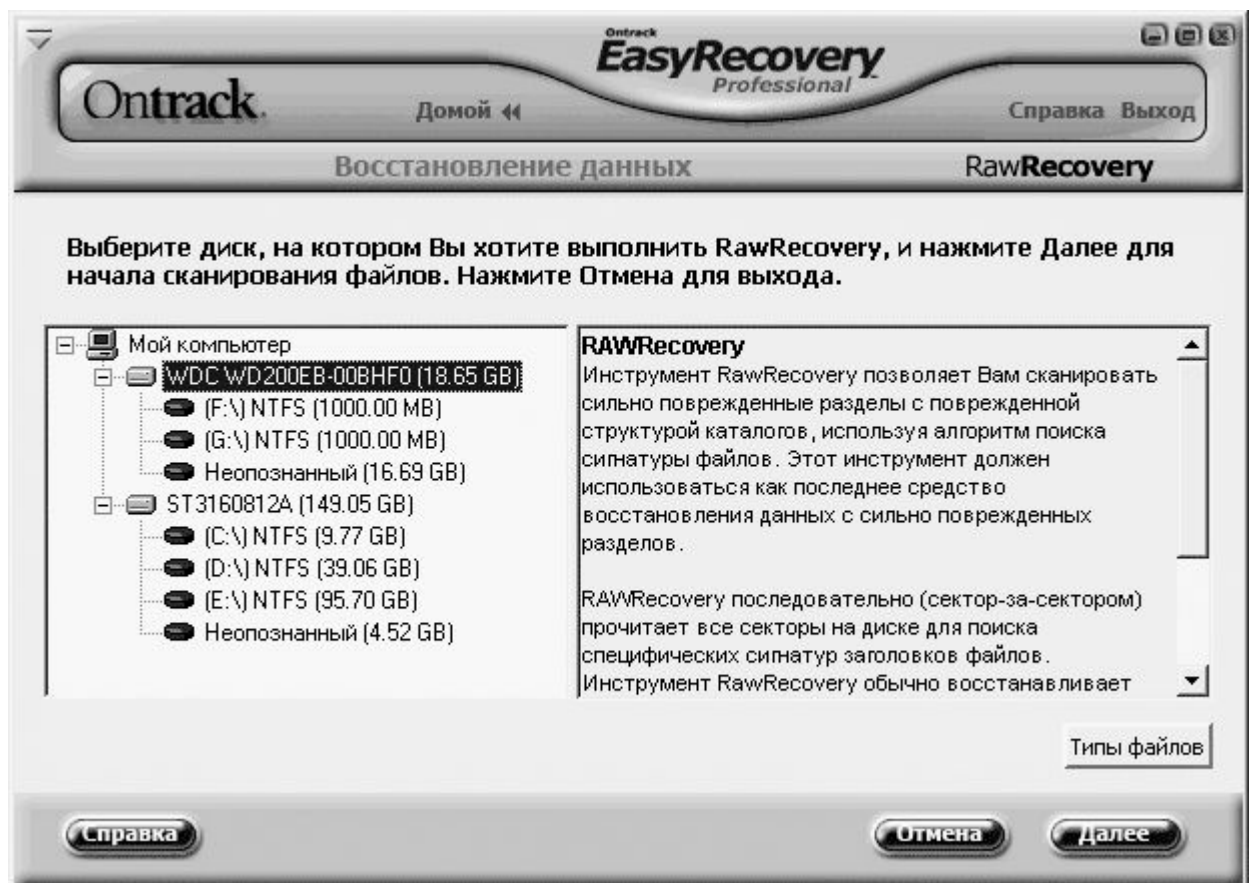 Ontrack
EasyRecovery
Professional
Ontrack.
Домой
Справка Выход
Восстановление данных
RawRecovery
Выберите диск, на котором Вы хотите выполнить RawRecovery, и нажмите Далее для
начала сканирования файлов. Нажмите Отмена для выхода.
Мой компьютер
WDC WD200EB-00BHF0 (18.65 GB)
(F:\) NTFS (1000.00 MB)
(G:\) NTFS (1000.00 MB)
Неопознанный (16.69 GB)
ST3160812A (149.05 GB)
(C:\) NTFS (9.77 GB)
(D:\) NTFS (39.06 GB)
(E:\) NTFS (95.70 GB)
Неопознанный (4.52 GB)
RAWRecovery
Инструмент RawRecovery позволяет Вам сканировать
сильно поврежденные разделы с поврежденной
структурой каталогов, используя алгоритм поиска
сигнатуры файлов. Этот инструмент должен
использоваться как последнее средство
восстановления данных с сильно поврежденных
разделов.
RAWRecovery последовательно (сектор-за-сектором)
прочитает все секторы на диске для поиска
специфических сигнатур заголовков файлов.
Инструмент RawRecovery обычно восстанавливает
Типы файлов
Справка
Отмена
Далее